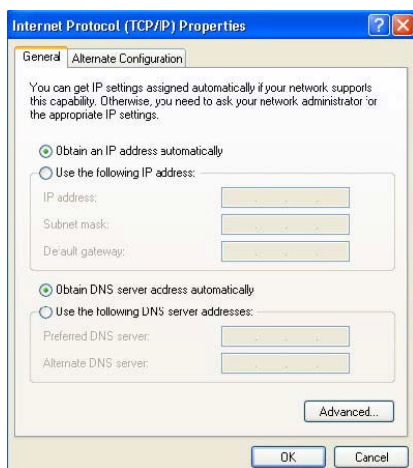 Internet Protocol (TCP/IP) Properties
General
Alternate Configuration
You can get IP settings assigned automatically if your network supports
this capability. Otherwise, you need to ask your network administrator for
the appropriate IP settings.
Obtain an IP address automatically
Use the following IP address:
IP address:
Subnet mask:
Default gateway:
Obtain DNS server address automatically
Use the following DNS server addresses:
Preferred DNS server:
Alternate DNS server:
Advanced...
OK
Cancel